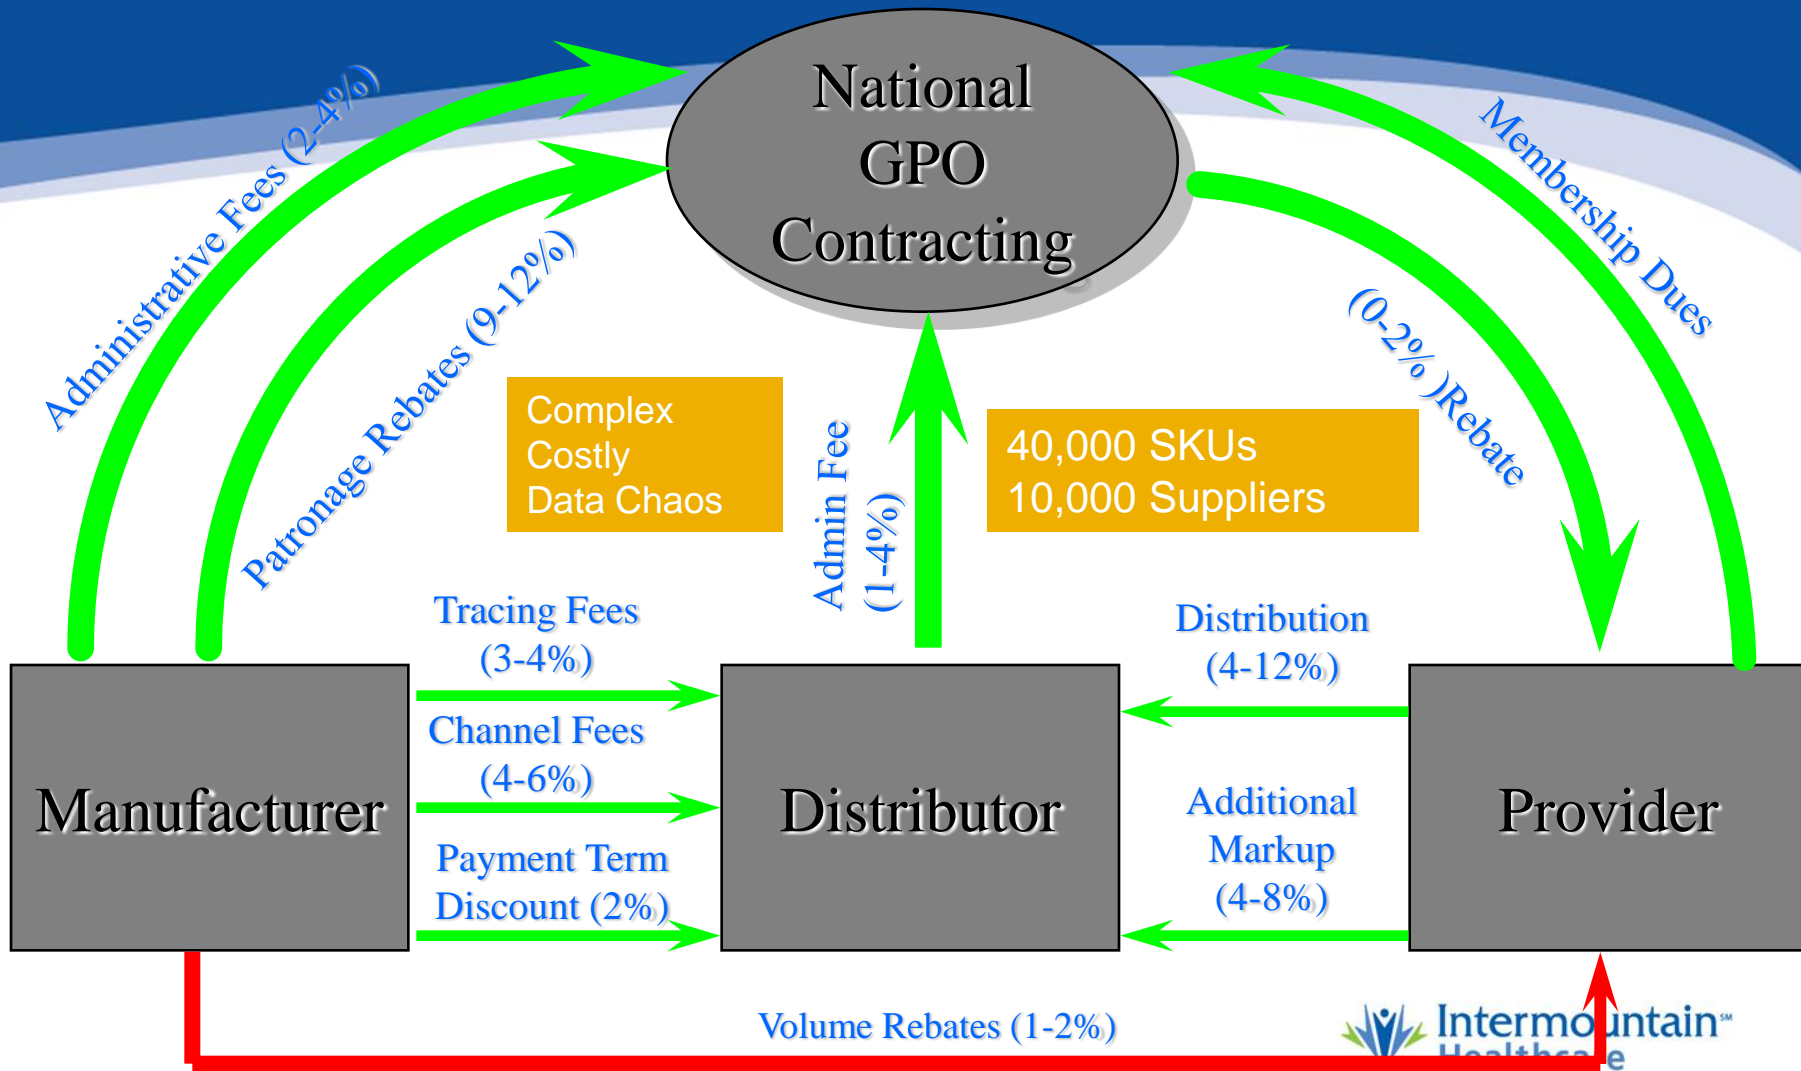 National
GPO
Contracting
Administrative Fees (2-4%)
Patronage Rebates (9-12%)
Membership Dues
(0-2% )Rebate
Complex
Costly
Data Chaos
Admin Fee
(1-4%)
40,000 SKUs
10,000 Suppliers
Tracing Fees
(3-4%)
Channel Fees
(4-6%)
Payment Term
Discount (2%)
Distribution
(4-12%)
Additional
Markup
(4-8%)
Manufacturer
Distributor
Provider
Volume Rebates (1-2%)
Intermountain℠
Healthcare